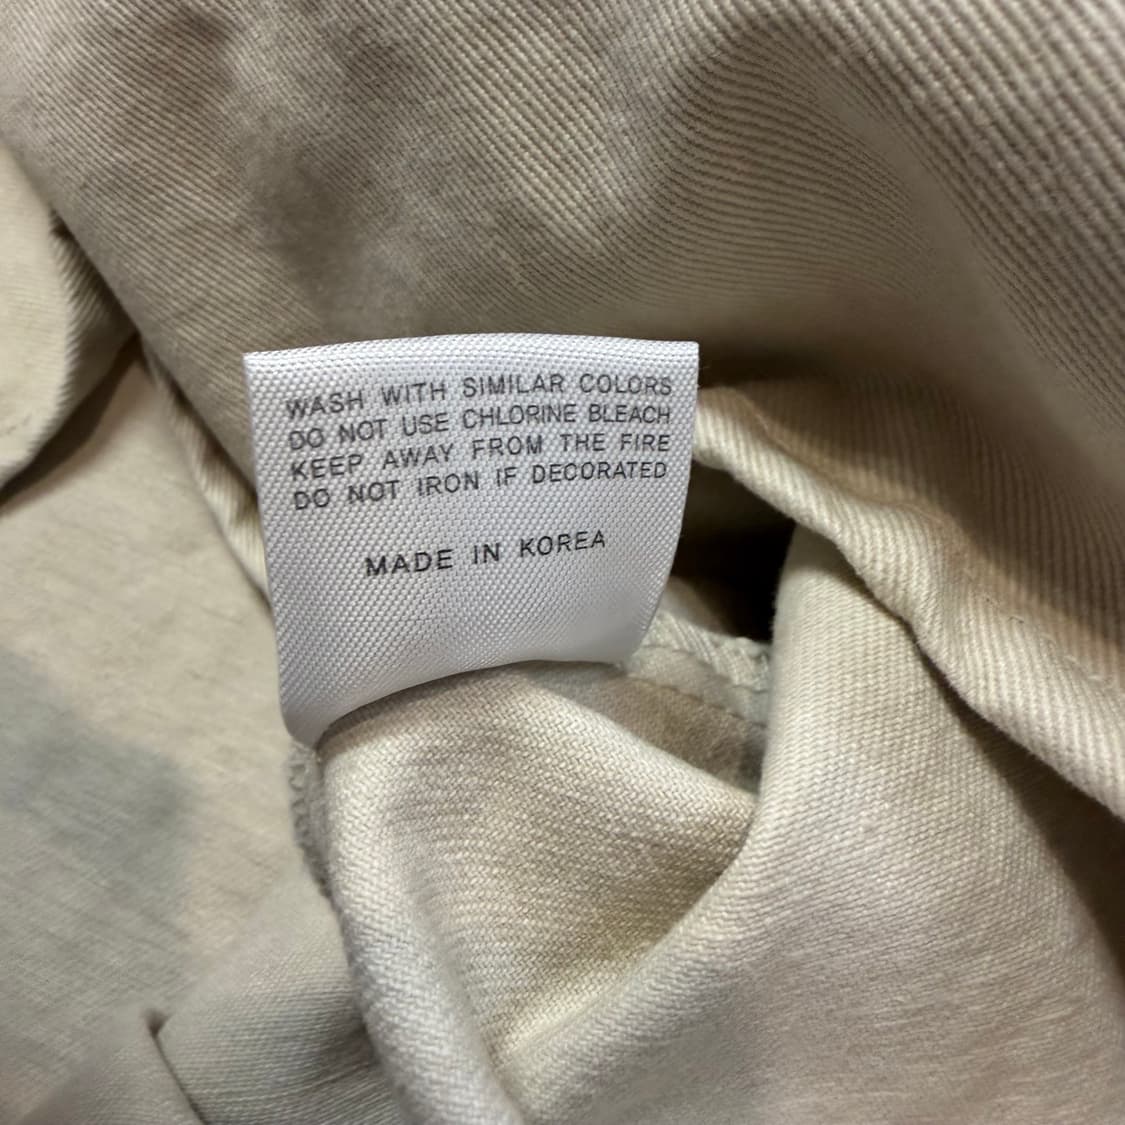 WASH WITH SIMILAR COLORS
DO NOT USE CHLORINE BLEACH
KEEP AWAY FROM THE FIRE
DO NOT IRON IF DECORATED
MADE IN KOREA